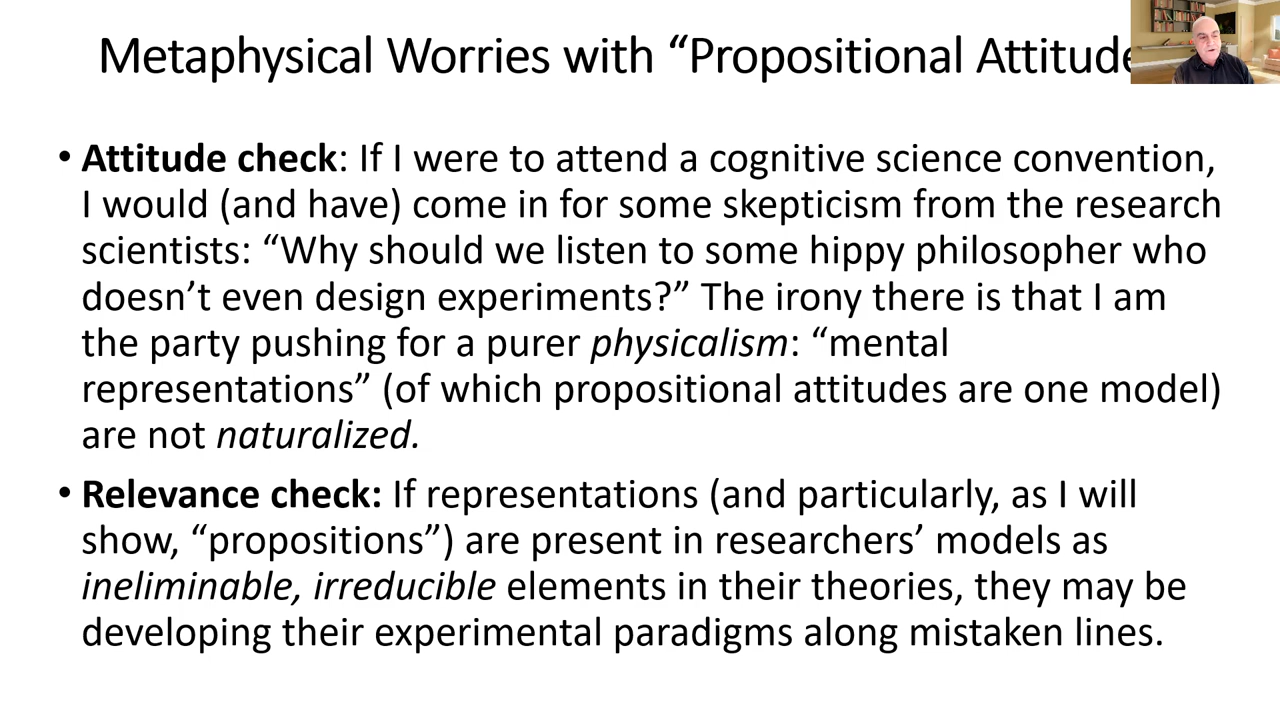 Metaphysical Worries with “Propositional Attitude
• Attitude check: If I were to attend a cognitive science convention,
I would (and have) come in for some skepticism from the research
scientists: “Why should we listen to some hippy philosopher who
doesn’t even design experiments?” The irony there is that I am
the party pushing for a purer physicalism: “mental
representations” (of which propositional attitudes are one model)
are not naturalized.
• Relevance check: If representations (and particularly, as I will
show, “propositions”) are present in researchers’ models as
ineliminable, irreducible elements in their theories, they may be
developing their experimental paradigms along mistaken lines.